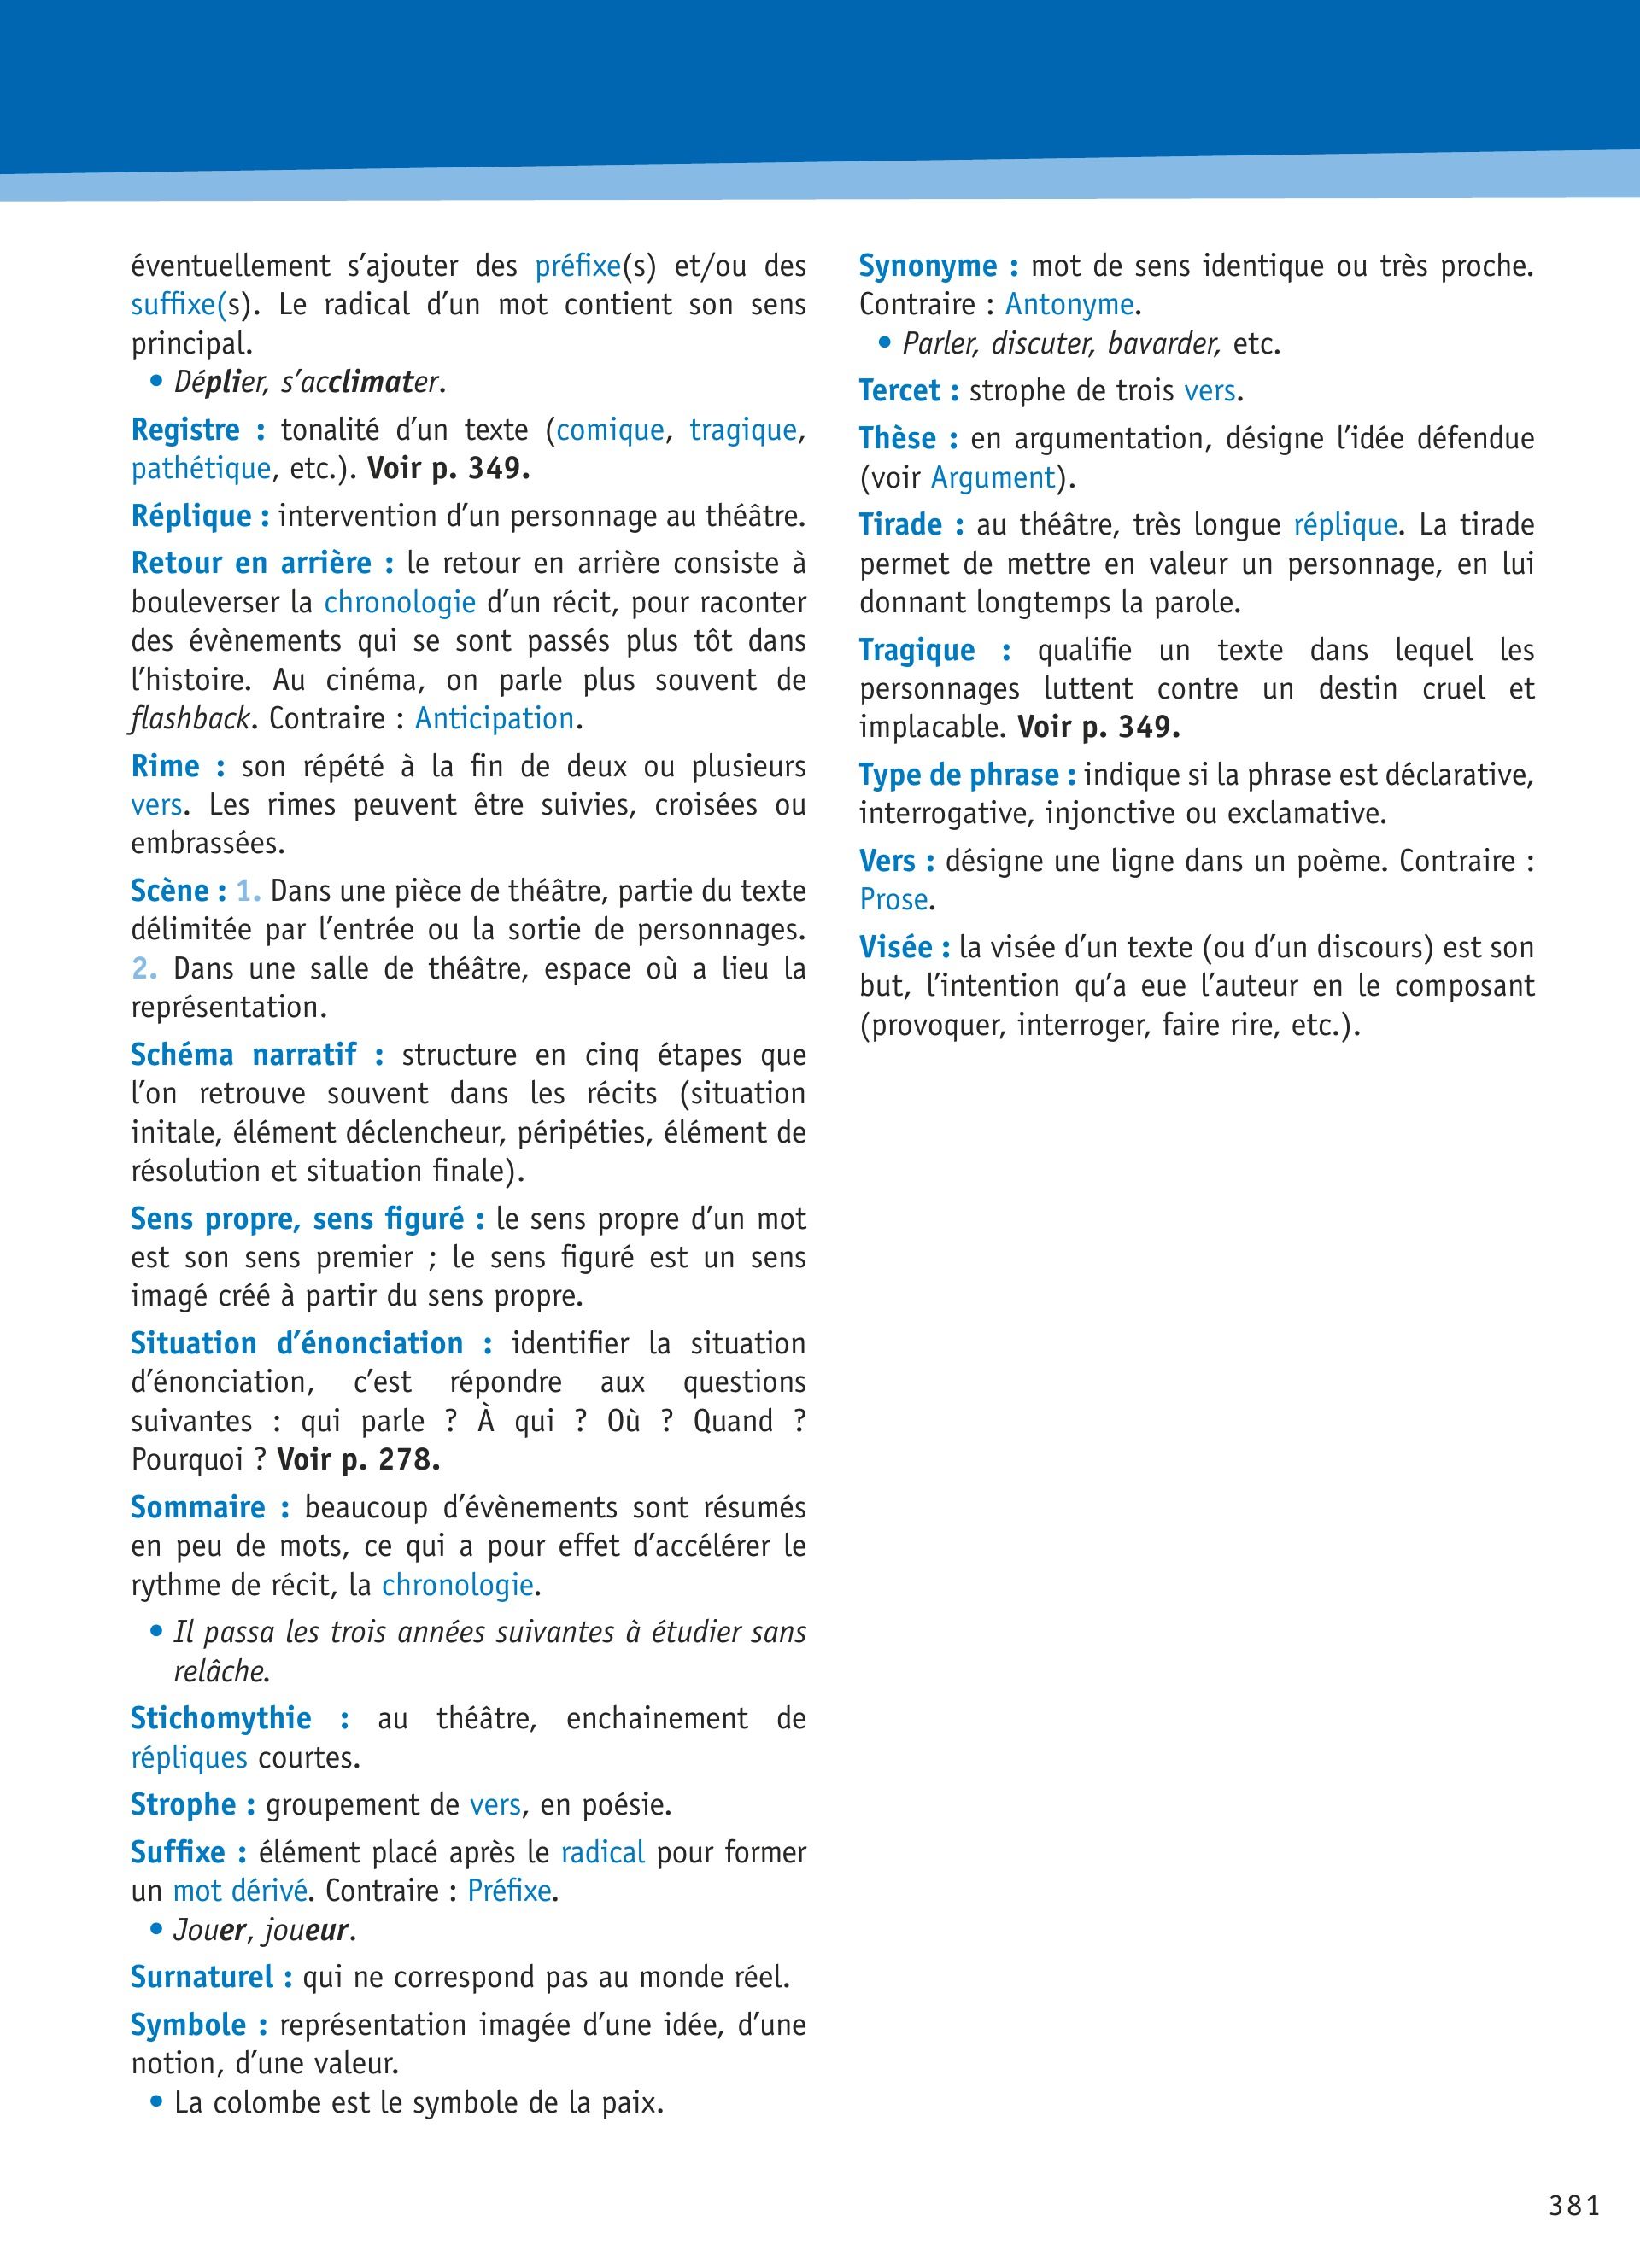 éventuellement s’ajouter des préfixe(s) et/ou des
suffixe(s). Le radical d’un mot contient son sens
principal.
• Déplier, s’acclimater.
Registre : tonalité d’un texte (comique, tragique,
pathétique, etc.). Voir p. 349.
Réplique : intervention d’un personnage au théâtre.
Retour en arrière : le retour en arrière consiste à
bouleverser la chronologie d’un récit, pour raconter
des évènements qui se sont passés plus tôt dans
l’histoire. Au cinéma, on parle plus souvent de
flashback. Contraire : Anticipation.
Rime : son répété à la fin de deux ou plusieurs
vers. Les rimes peuvent être suivies, croisées ou
embrassées.
Scène : 1. Dans une pièce de théâtre, partie du texte
délimitée par l’entrée ou la sortie de personnages.
2. Dans une salle de théâtre, espace où a lieu la
représentation.
Schéma narratif : structure en cinq étapes que
l’on retrouve souvent dans les récits (situation
initale, élément déclencheur, péripéties, élément de
résolution et situation finale).
Sens propre, sens figuré : le sens propre d’un mot
est son sens premier ; le sens figuré est un sens
imagé créé à partir du sens propre.
Situation d’énonciation : identifier la situation
d’énonciation, c’est répondre aux questions
suivantes : qui parle ? À qui ? Où ? Quand ?
Pourquoi ? Voir p. 278.
Sommaire : beaucoup d’évènements sont résumés
en peu de mots, ce qui a pour effet d’accélérer le
rythme de récit, la chronologie.
• Il passa les trois années suivantes à étudier sans
relâche.
Stichomythie : au théâtre, enchainement de
répliques courtes.
Strophe : groupement de vers, en poésie.
Suffixe : élément placé après le radical pour former
un mot dérivé. Contraire : Préfixe.
• Jouer, joueur.
Surnaturel : qui ne correspond pas au monde réel.
Symbole : représentation imagée d’une idée, d’une
notion, d’une valeur.
• La colombe est le symbole de la paix.
Synonyme : mot de sens identique ou très proche.
Contraire : Antonyme.
• Parler, discuter, bavarder, etc.
Tercet : strophe de trois vers.
Thèse : en argumentation, désigne l’idée défendue
(voir Argument).
Tirade : au théâtre, très longue réplique. La tirade
permet de mettre en valeur un personnage, en lui
donnant longtemps la parole.
Tragique : qualifie un texte dans lequel les
personnages luttent contre un destin cruel et
implacable. Voir p. 349.
Type de phrase : indique si la phrase est déclarative,
interrogative, injonctive ou exclamative.
Vers : désigne une ligne dans un poème. Contraire :
Prose.
Visée : la visée d’un texte (ou d’un discours) est son
but, l’intention qu’a eue l’auteur en le composant
(provoquer, interroger, faire rire, etc.).
381